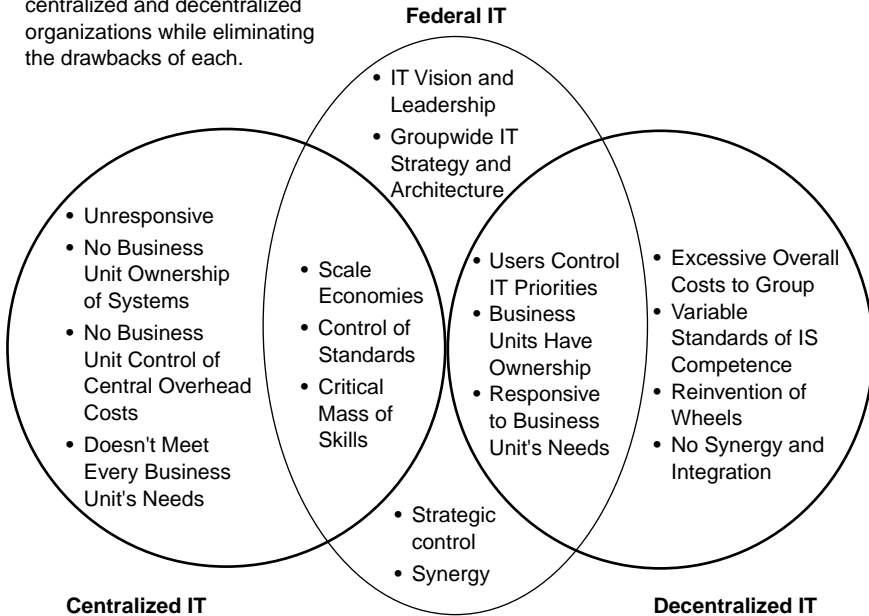 centralized and decentralized
organizations while eliminating
the drawbacks of each.
Federal IT
• IT Vision and
Leadership
• Groupwide IT
Strategy and
Architecture
• Unresponsive
• No Business
Unit Ownership
of Systems
• No Business
Unit Control of
Central Overhead
Costs
• Doesn't Meet
Every Business
Unit's Needs
• Scale
Economies
• Control of
Standards
• Critical
Mass of
Skills
• Users Control
IT Priorities
• Business
Units Have
Ownership
• Responsive
to Business
Unit's Needs
• Excessive Overall
Costs to Group
• Variable
Standards of IS
Competence
• Reinvention of
Wheels
• No Synergy and
Integration
• Strategic
control
• Synergy
Centralized IT
Decentralized IT